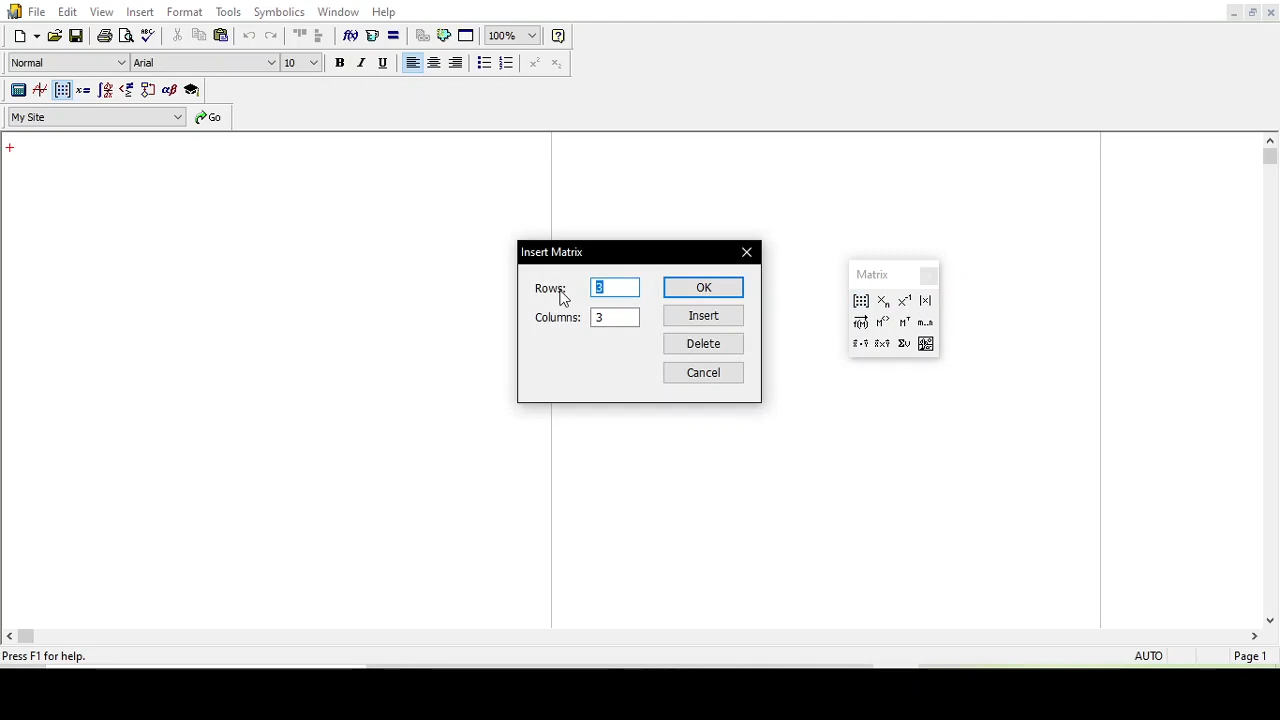 File Edit View Insert Format Tools Symbolics Window Help
100%
Normal Arial 10 B I U
My Site Go
Insert Matrix
Rows: 3 OK
Columns: 3 Insert
Delete
Cancel
Matrix
Press F1 for help. AUTO Page 1